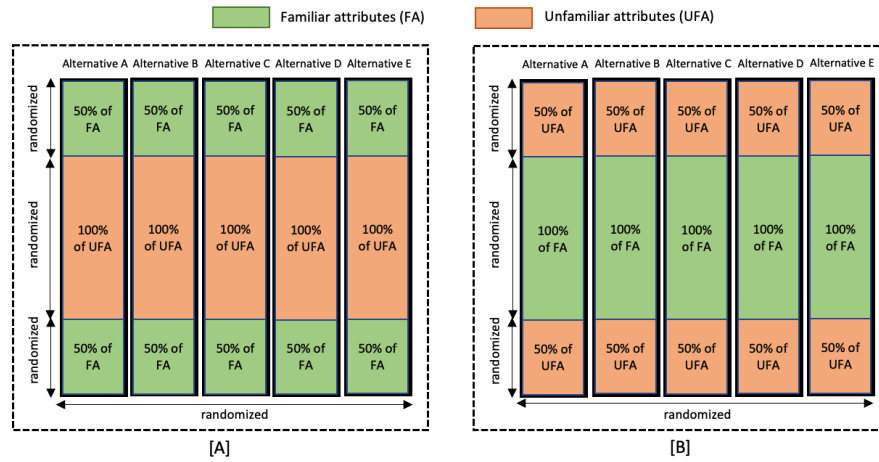 Familiar attributes (FA) Unfamiliar attributes (UFA)
Alternative A Alternative B Alternative C Alternative D Alternative E
randomized
50% of FA
50% of FA
50% of FA
50% of FA
50% of FA
randomized
100% of UFA
100% of UFA
100% of UFA
100% of UFA
100% of UFA
randomized
50% of FA
50% of FA
50% of FA
50% of FA
50% of FA
randomized
[A]
Alternative A Alternative B Alternative C Alternative D Alternative E
randomized
50% of UFA
50% of UFA
50% of UFA
50% of UFA
50% of UFA
randomized
100% of FA
100% of FA
100% of FA
100% of FA
100% of FA
randomized
50% of UFA
50% of UFA
50% of UFA
50% of UFA
50% of UFA
randomized
[B]